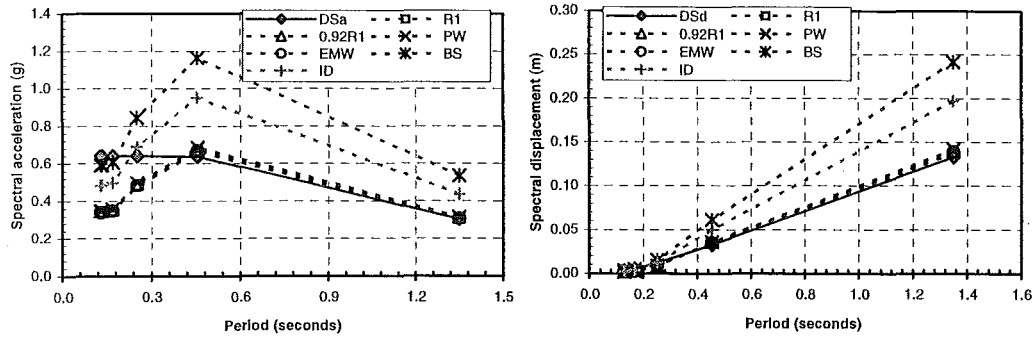 Spectral acceleration (g)
1.4
1.2
1.0
0.8
0.6
0.4
0.2
0.0
0.0 0.3 0.6 0.9 1.2 1.5
Period (seconds)
DSa R1
0.92R1 PW
EMW BS
ID
Spectral displacement (m)
0.30
0.25
0.20
0.15
0.10
0.05
0.00
0.0 0.2 0.4 0.6 0.8 1.0 1.2 1.4 1.6
Period (seconds)
DSd R1
0.92R1 PW
EMW BS
ID